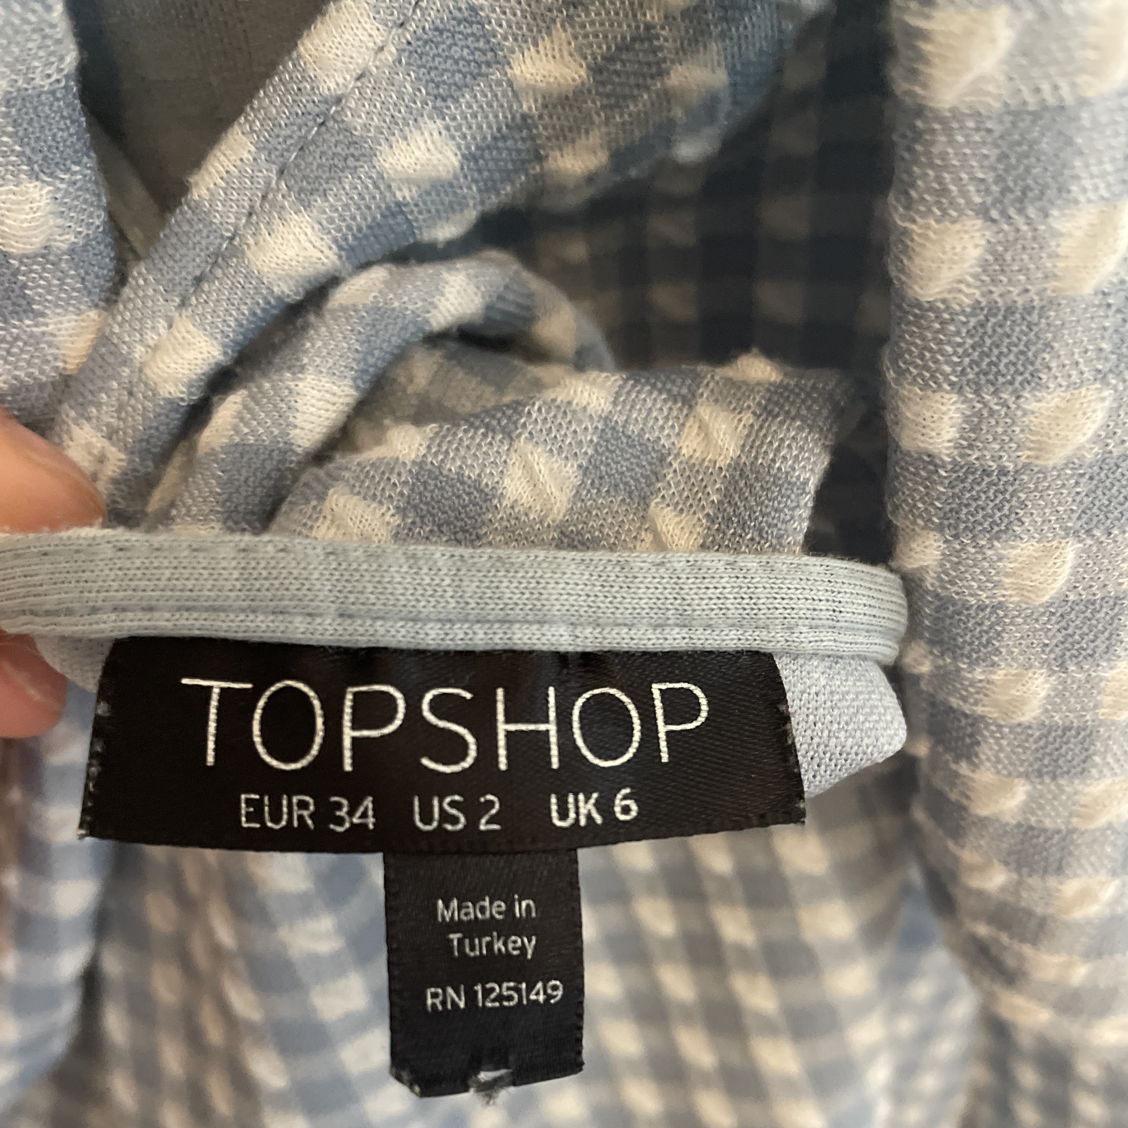 TOPSHOP
EUR 34 US 2 UK 6
Made in
Turkey
RN 125149